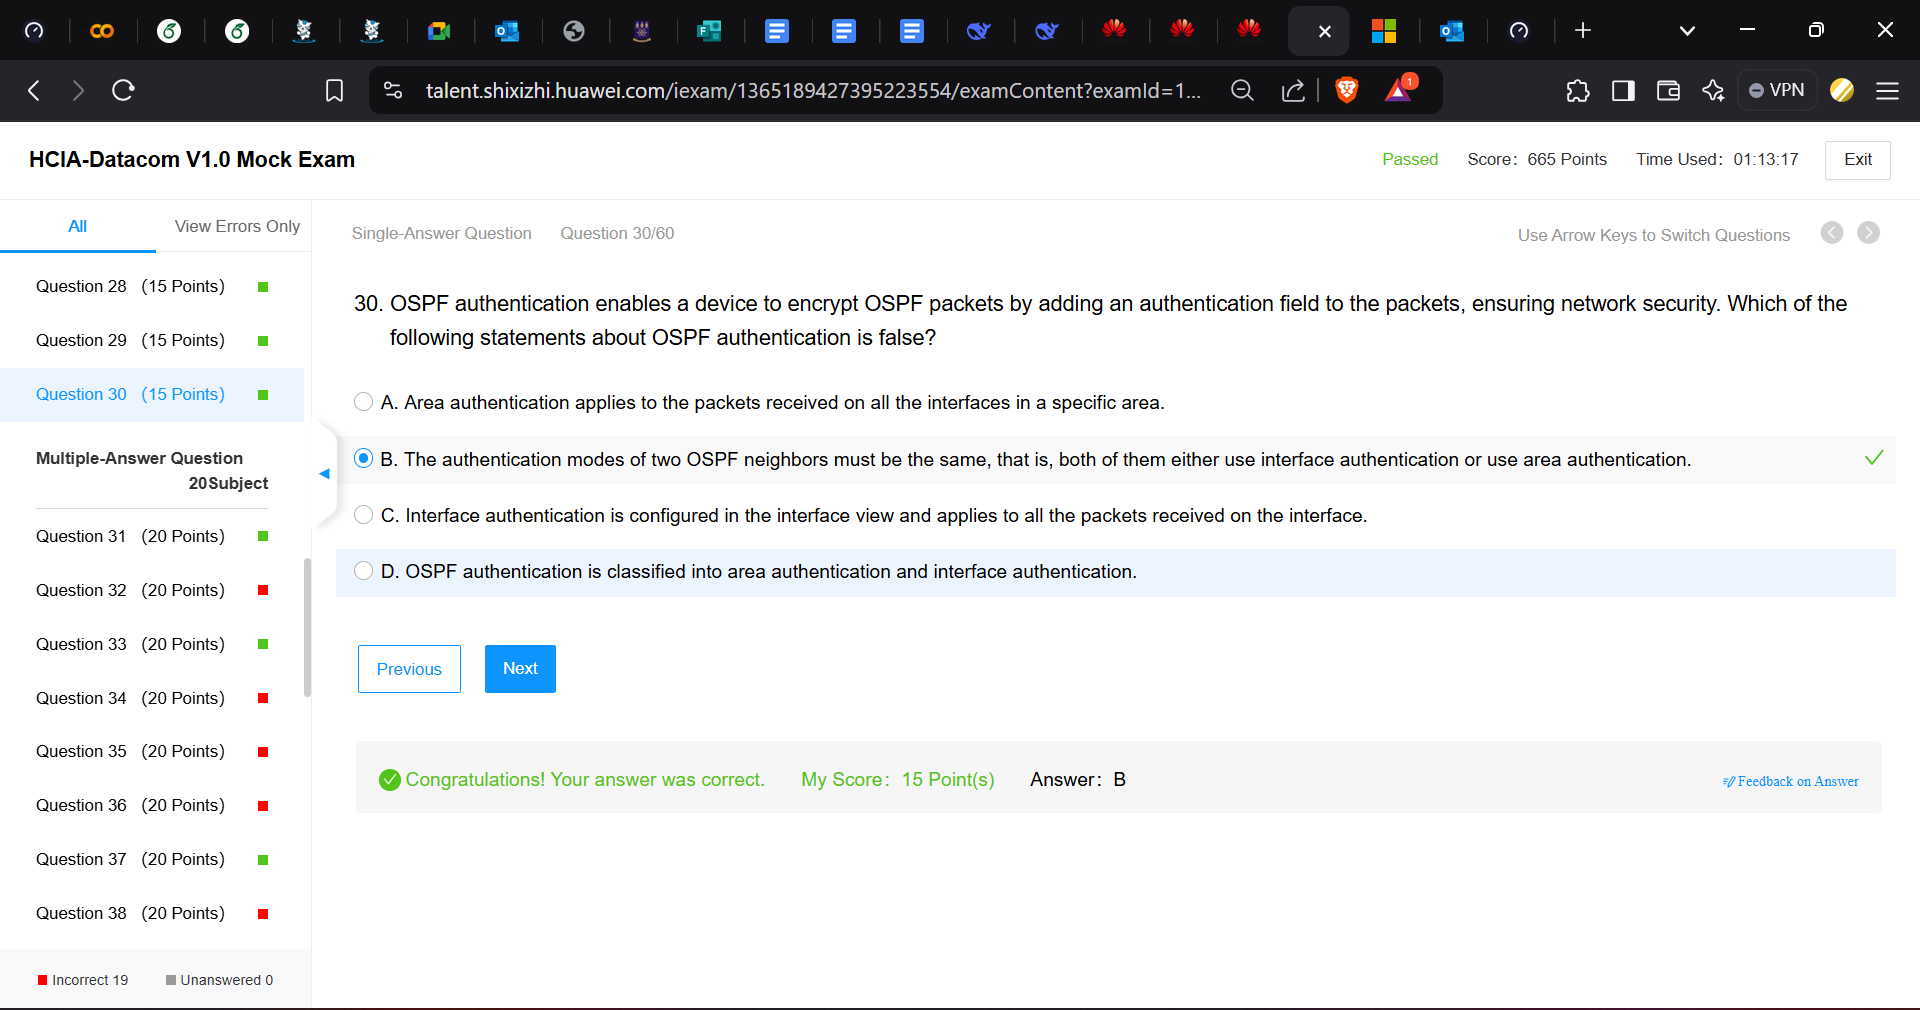 talent.shixizhi.huawei.com/iexam/1365189427395223554/examContent?examId=1...
1
VPN
HCIA-Datacom V1.0 Mock Exam
Passed
Score: 665 Points
Time Used: 01:13:17
Exit
All
View Errors Only
Single-Answer Question
Question 30/60
Use Arrow Keys to Switch Questions
Question 28 (15 Points)
Question 29 (15 Points)
Question 30 (15 Points)
Multiple-Answer Question
20Subject
Question 31 (20 Points)
Question 32 (20 Points)
Question 33 (20 Points)
Question 34 (20 Points)
Question 35 (20 Points)
Question 36 (20 Points)
Question 37 (20 Points)
Question 38 (20 Points)
Incorrect 19
Unanswered 0
30. OSPF authentication enables a device to encrypt OSPF packets by adding an authentication field to the packets, ensuring network security. Which of the
following statements about OSPF authentication is false?
A. Area authentication applies to the packets received on all the interfaces in a specific area.
B. The authentication modes of two OSPF neighbors must be the same, that is, both of them either use interface authentication or use area authentication.
C. Interface authentication is configured in the interface view and applies to all the packets received on the interface.
D. OSPF authentication is classified into area authentication and interface authentication.
Previous
Next
Congratulations! Your answer was correct.
My Score: 15 Point(s)
Answer: B
Feedback on Answer